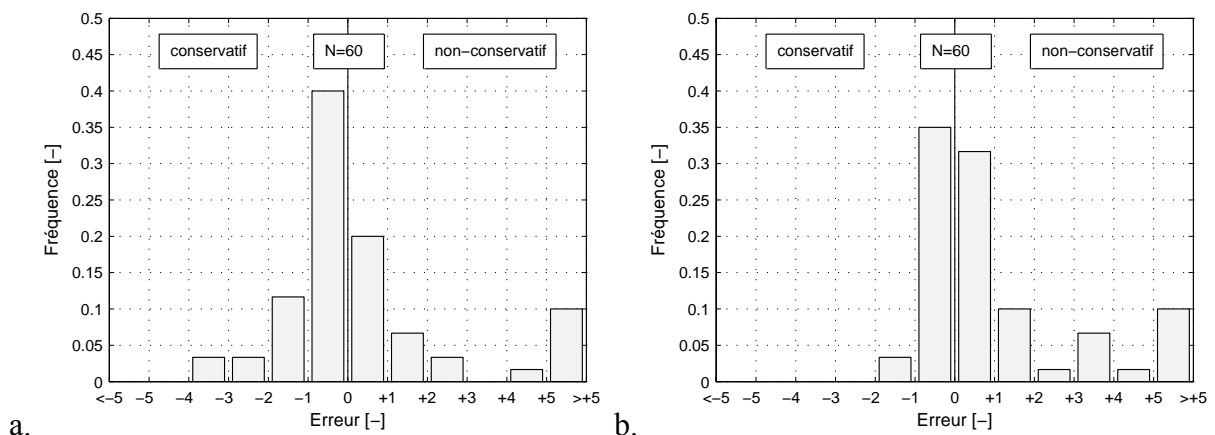 0.5
0.45
0.4
0.35
0.3
0.25
0.2
0.15
0.1
0.05
0
Fréquence [−]
conservatif
N=60
non−conservatif
<−5 −5 −4 −3 −2 −1 0 +1 +2 +3 +4 +5 >+5
Erreur [−]
a.
0.5
0.45
0.4
0.35
0.3
0.25
0.2
0.15
0.1
0.05
0
Fréquence [−]
conservatif
N=60
non−conservatif
<−5 −5 −4 −3 −2 −1 0 +1 +2 +3 +4 +5 >+5
Erreur [−]
b.